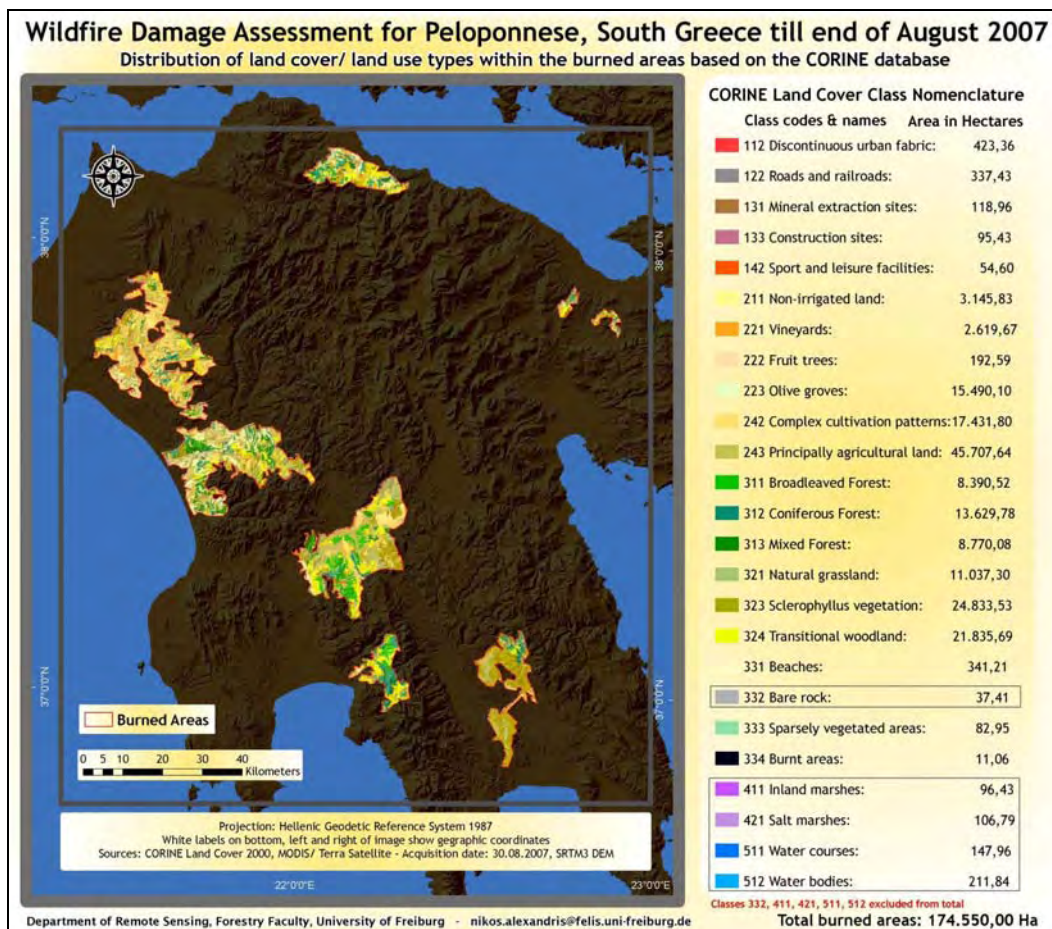 Wildfire Damage Assessment for Peloponnese, South Greece till end of August 2007
Distribution of land cover/ land use types within the burned areas based on the CORINE database
38°0'0"N
38°0'0"N
37°0'0"N
37°0'0"N
Burned Areas
0 5 10 20 30 40
Kilometers
Projection: Hellenic Geodetic Reference System 1987
White labels on bottom, left and right of image show gegraphic coordinates
Sources: CORINE Land Cover 2000, MODIS/ Terra Satellite - Acquisition date: 30.08.2007, SRTM3 DEM
22°0'0"E
23°0'0"E
CORINE Land Cover Class Nomenclature
Class codes & names Area in Hectares
112 Discontinuous urban fabric: 423,36
122 Roads and railroads: 337,43
131 Mineral extraction sites: 118,96
133 Construction sites: 95,43
142 Sport and leisure facilities: 54,60
211 Non-irrigated land: 3.145,83
221 Vineyards: 2.619,67
222 Fruit trees: 192,59
223 Olive groves: 15.490,10
242 Complex cultivation patterns: 17.431,80
243 Principally agricultural land: 45.707,64
311 Broadleaved Forest: 8.390,52
312 Coniferous Forest: 13.629,78
313 Mixed Forest: 8.770,08
321 Natural grassland: 11.037,30
323 Sclerophyllus vegetation: 24.833,53
324 Transitional woodland: 21.835,69
331 Beaches: 341,21
332 Bare rock: 37,41
333 Sparsely vegetated areas: 82,95
334 Burnt areas: 11,06
411 Inland marshes: 96,43
421 Salt marshes: 106,79
511 Water courses: 147,96
512 Water bodies: 211,84
Classes 332, 411, 421, 511, 512 excluded from total
Total burned areas: 174.550,00 Ha
Department of Remote Sensing, Forestry Faculty, University of Freiburg - nikos.alexandris@felis.uni-freiburg.de